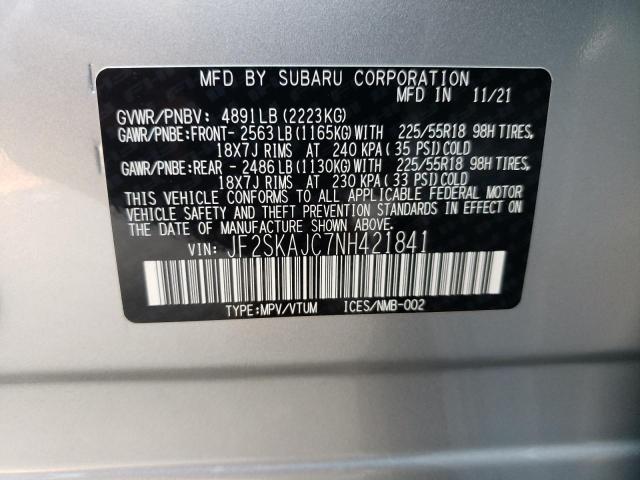 MFD BY SUBARU CORPORATION
MFD IN 11/21
GVWR/PNBV: 4891LB (2223KG)
GAWR/PNBE:FRONT- 2563LB (1165KG)WITH 225/55R18 98H TIRES,
18X7J RIMS AT 240 KPA (35 PSI)COLD
GAWR/PNBE:REAR - 2486LB (1130KG)WITH 225/55R18 98H TIRES,
18X7J RIMS AT 230 KPA (33 PSI)COLD
THIS VEHICLE CONFORMS TO ALL APPLICABLE FEDERAL MOTOR
VEHICLE SAFETY AND THEFT PREVENTION STANDARDS IN EFFECT ON
THE DATE OF MANUFACTURE SHOWN ABOVE.
VIN: JF2SKAJC7NH421841
TYPE:MPV/VTUM ICES/NMB-002